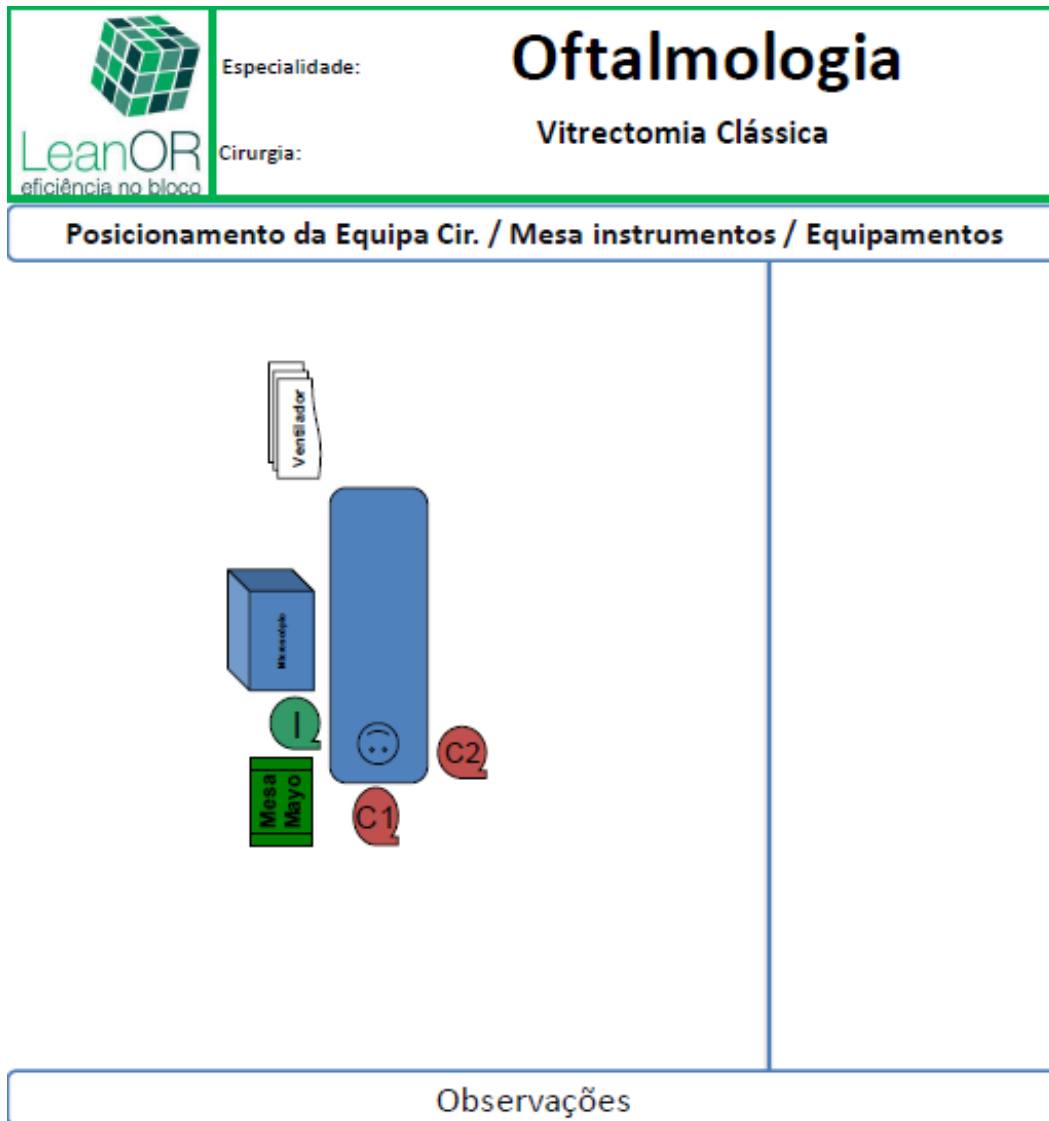 LeanOR
eficiência no bloco
Especialidade:
Oftalmologia
Cirurgia:
Vitrectomia Clássica
Posicionamento da Equipa Cir. / Mesa instrumentos / Equipamentos
Ventilador
Microscópio
I
C2
Mesa
Mayo
C1
Observações